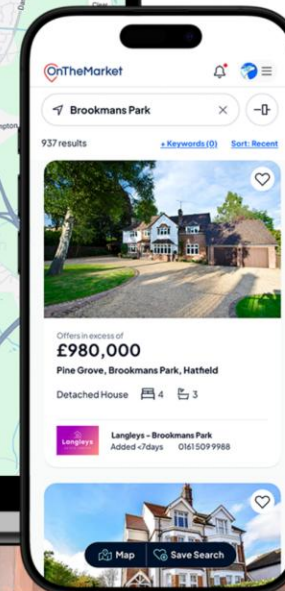 OnTheMarket
Brookmans Park
937 results
+ Keywords (0)
Sort: Recent
Offers in excess of
£980,000
Pine Grove, Brookmans Park, Hatfield
Detached House 4 3
Langleys
Langleys - Brookmans Park
Added <7days 0161 509 9988
Map
Save Search